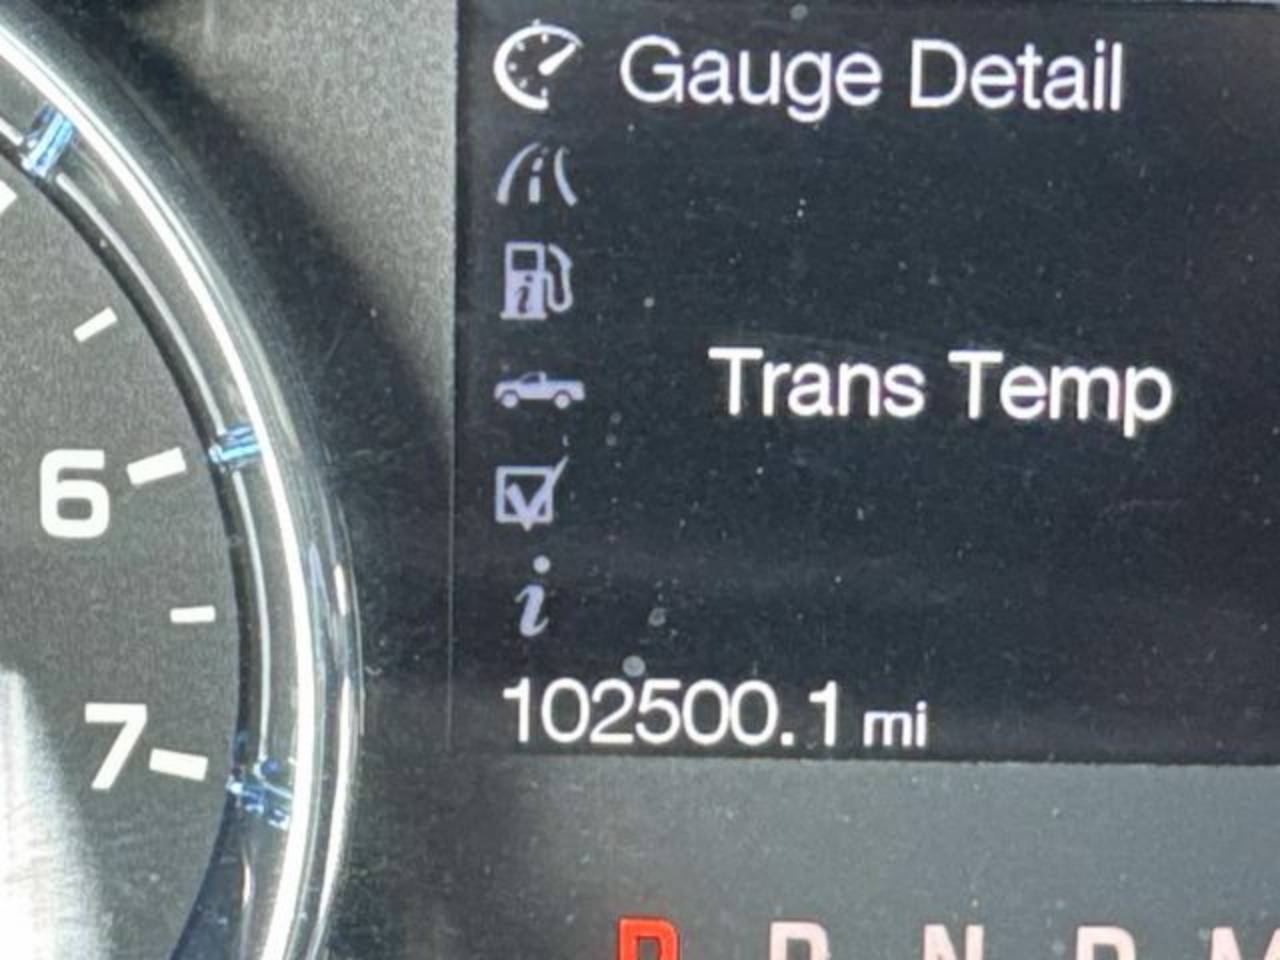 Gauge Detail
Trans Temp
6
7
102500.1 mi
P R N D M